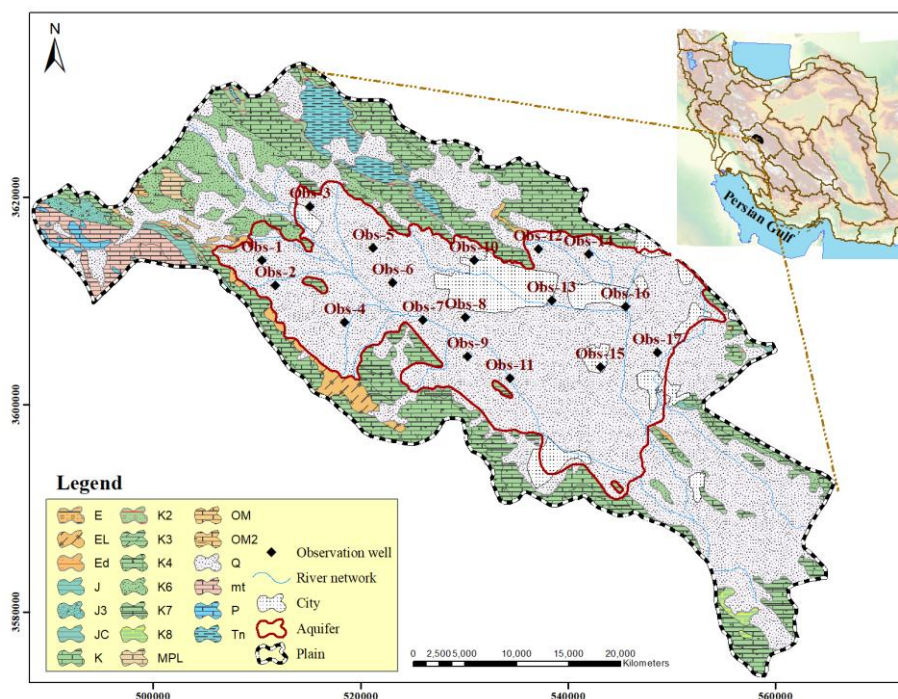 N
3620000
3600000
3580000
500000
520000
540000
560000
Persian Gulf
Obs-3
Obs-1
Obs-5
Obs-10
Obs-12
Obs-14
Obs-2
Obs-6
Obs-13
Obs-16
Obs-4
Obs-7
Obs-8
Obs-9
Obs-17
Obs-15
Obs-11
Legend
E
EL
Ed
J
J3
JC
K
K2
K3
K4
K6
K7
K8
MPL
OM
OM2
Q
mt
P
Tn
Observation well
River network
City
Aquifer
Plain
0 2,500 5,000 10,000 15,000 20,000
Kilometers